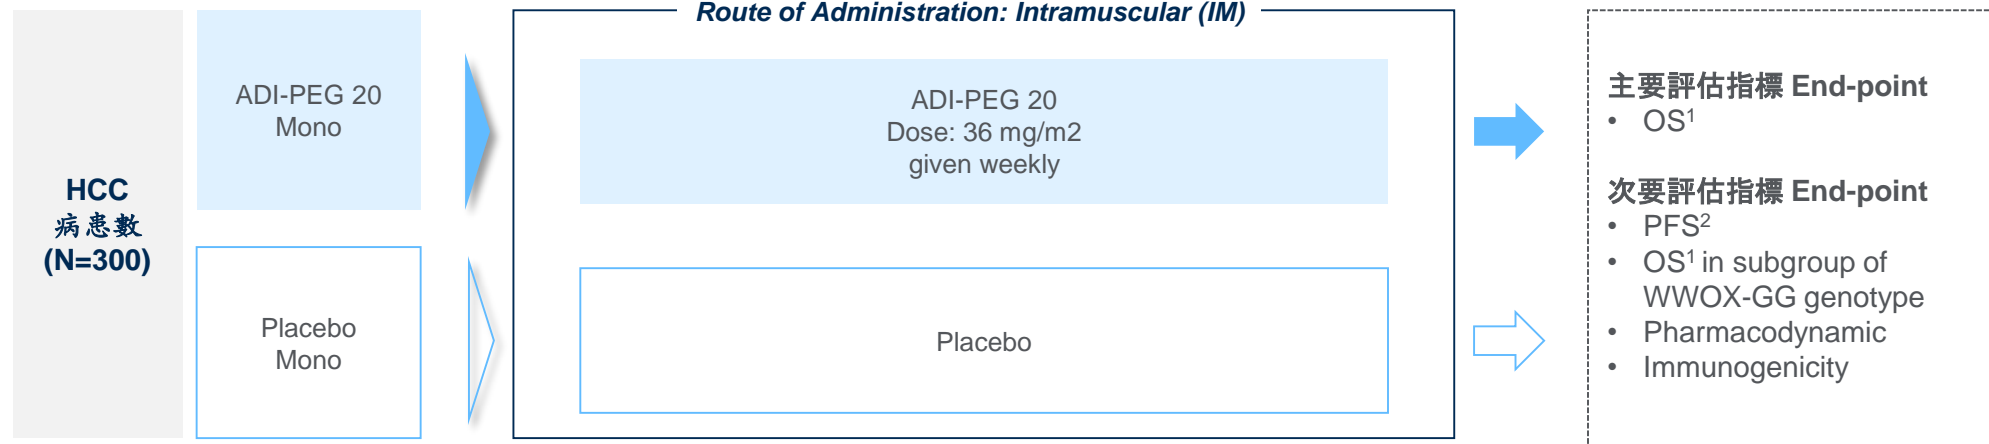 Route of Administration: Intramuscular (IM)
HCC
病患數
(N=300)
ADI-PEG 20
Mono
Placebo
Mono
ADI-PEG 20
Dose: 36 mg/m2
given weekly
Placebo
主要評估指標 End-point
• OS¹
次要評估指標 End-point
• PFS²
• OS¹ in subgroup of
WWOX-GG genotype
• Pharmacodynamic
• Immunogenicity